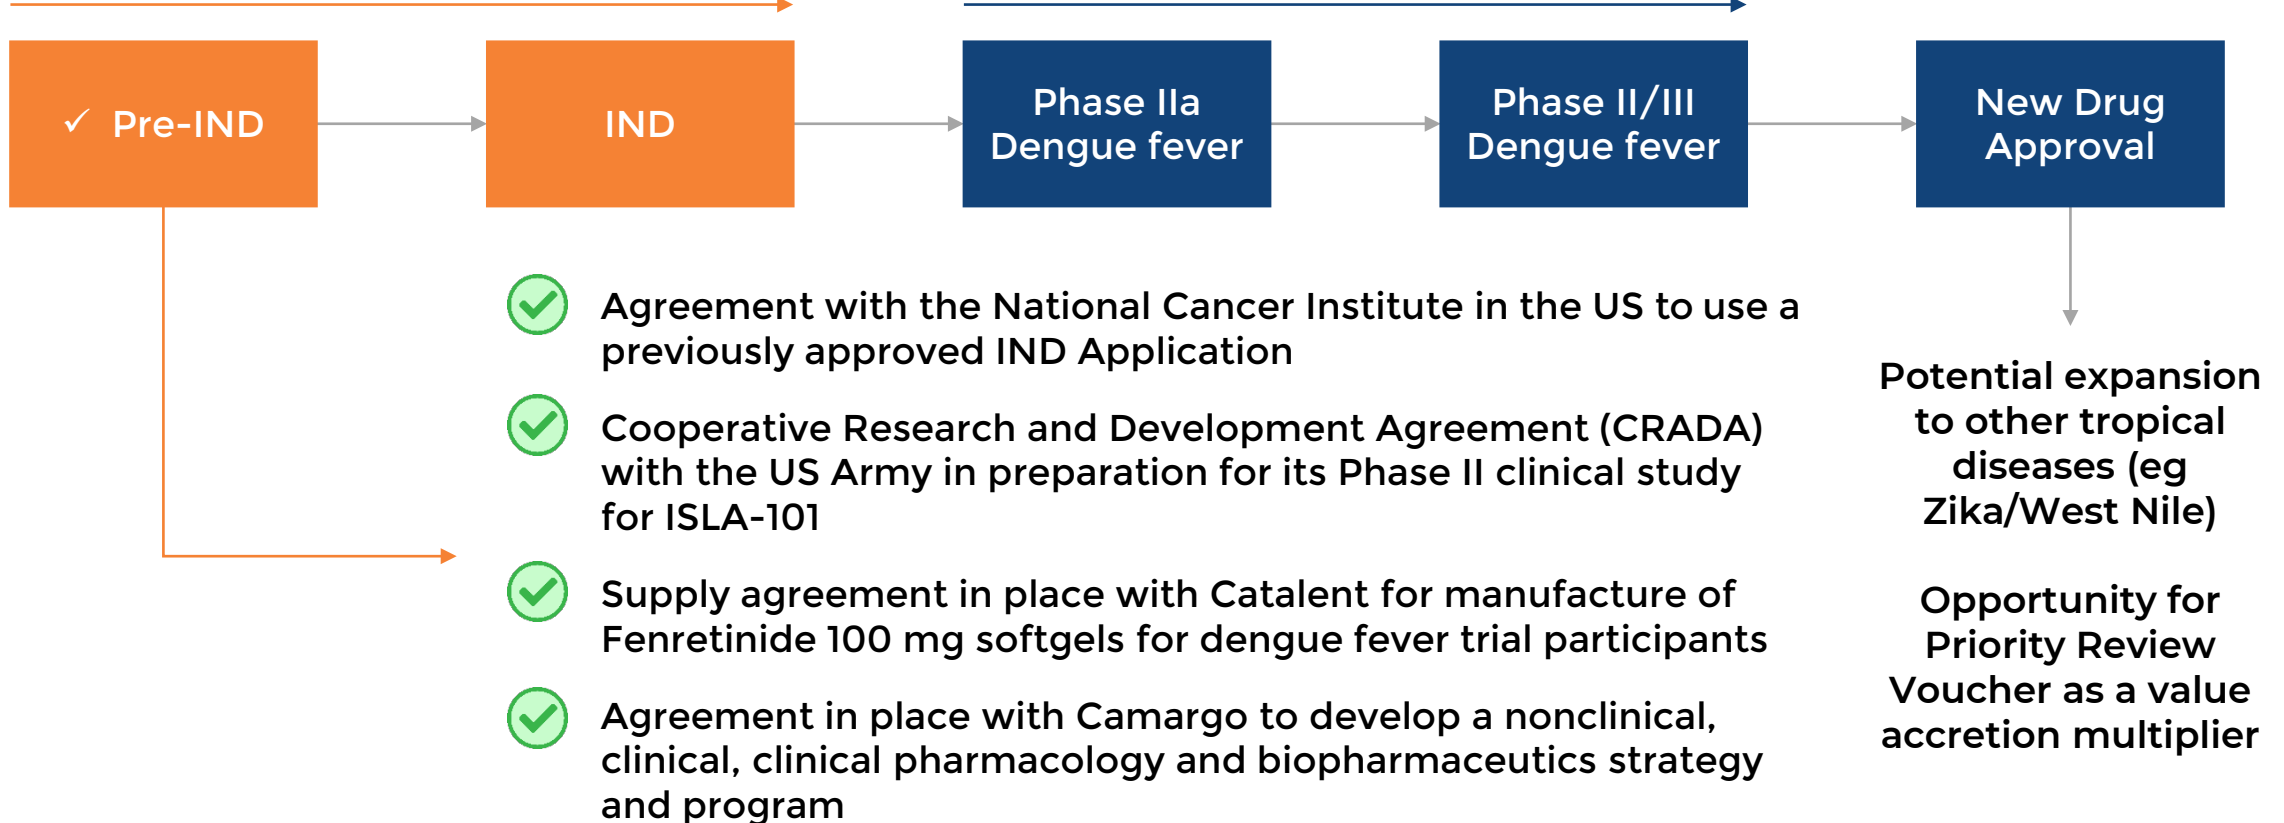 ✓ Pre-IND
IND
Phase IIa
Dengue fever
Phase II/III
Dengue fever
New Drug
Approval
Agreement with the National Cancer Institute in the US to use a
previously approved IND Application
Cooperative Research and Development Agreement (CRADA)
with the US Army in preparation for its Phase II clinical study
for ISLA-101
Supply agreement in place with Catalent for manufacture of
Fenretinide 100 mg softgels for dengue fever trial participants
Agreement in place with Camargo to develop a nonclinical,
clinical, clinical pharmacology and biopharmaceutics strategy
and program
Potential expansion
to other tropical
diseases (eg
Zika/West Nile)
Opportunity for
Priority Review
Voucher as a value
accretion multiplier